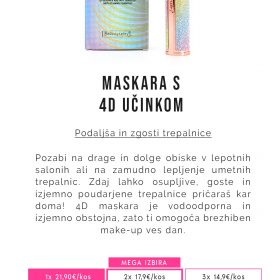 MASKARA S
4D UČINKOM
Podaljša in zgosti trepalnice
Pozabi na drage in dolge obiske v lepotnih
salonih ali na zamudno lepljenje umetnih
trepalnic. Zdaj lahko osupljive, goste in
izjemno poudarjene trepalnice pričaraš kar
doma! 4D maskara je vodoodporna in
izjemno obstojna, zato ti omogoča brezhiben
make-up ves dan.
MEGA IZBIRA
1x 21,90€/kos 2x 17,9€/kos 3x 14,9€/kos